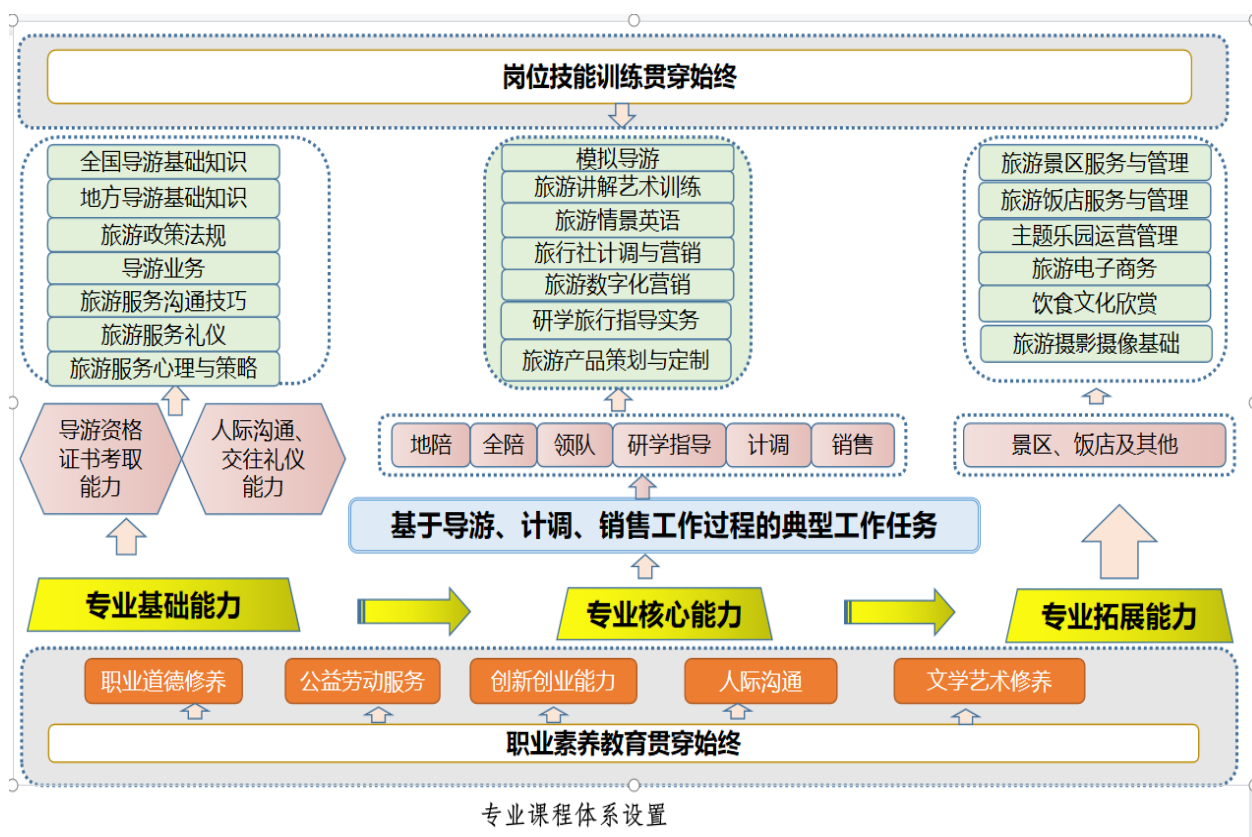 岗位技能训练贯穿始终
全国导游基础知识
地方导游基础知识
旅游政策法规
导游业务
旅游服务沟通技巧
旅游服务礼仪
旅游服务心理与策略
模拟导游
旅游讲解艺术训练
旅游情景英语
旅行社计调与营销
旅游数字化营销
研学旅行指导实务
旅游产品策划与定制
旅游景区服务与管理
旅游饭店服务与管理
主题乐园运营管理
旅游电子商务
饮食文化欣赏
旅游摄影摄像基础
导游资格
证书考取
能力
人际沟通、
交往礼仪
能力
地陪
全陪
领队
研学指导
计调
销售
景区、饭店及其他
基于导游、计调、销售工作过程的典型工作任务
专业基础能力
专业核心能力
专业拓展能力
职业道德修养
公益劳动服务
创新创业能力
人际沟通
文学艺术修养
职业素养教育贯穿始终
专业课程体系设置